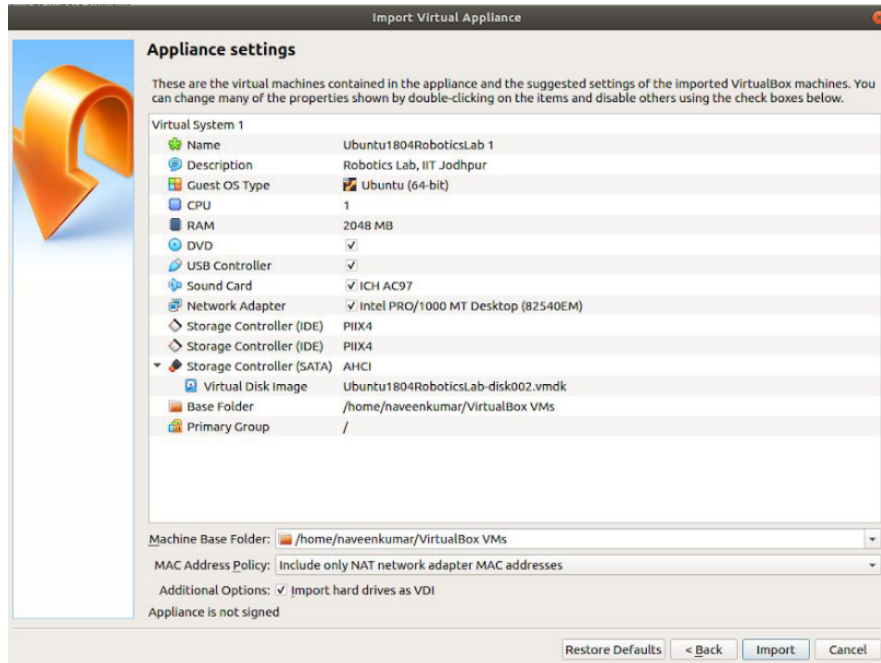 Import Virtual Appliance
Appliance settings
These are the virtual machines contained in the appliance and the suggested settings of the imported VirtualBox machines. You
can change many of the properties shown by double-clicking on the items and disable others using the check boxes below.
Virtual System 1
Name Ubuntu1804RoboticsLab 1
Description Robotics Lab, IIT Jodhpur
Guest OS Type Ubuntu (64-bit)
CPU 1
RAM 2048 MB
DVD
USB Controller
Sound Card ICH AC97
Network Adapter Intel PRO/1000 MT Desktop (82540EM)
Storage Controller (IDE) PIIX4
Storage Controller (IDE) PIIX4
Storage Controller (SATA) AHCI
Virtual Disk Image Ubuntu1804RoboticsLab-disk002.vmdk
Base Folder /home/naveenkumar/VirtualBox VMs
Primary Group /
Machine Base Folder: /home/naveenkumar/VirtualBox VMs
MAC Address Policy: Include only NAT network adapter MAC addresses
Additional Options: Import hard drives as VDI
Appliance is not signed
Restore Defaults < Back Import Cancel